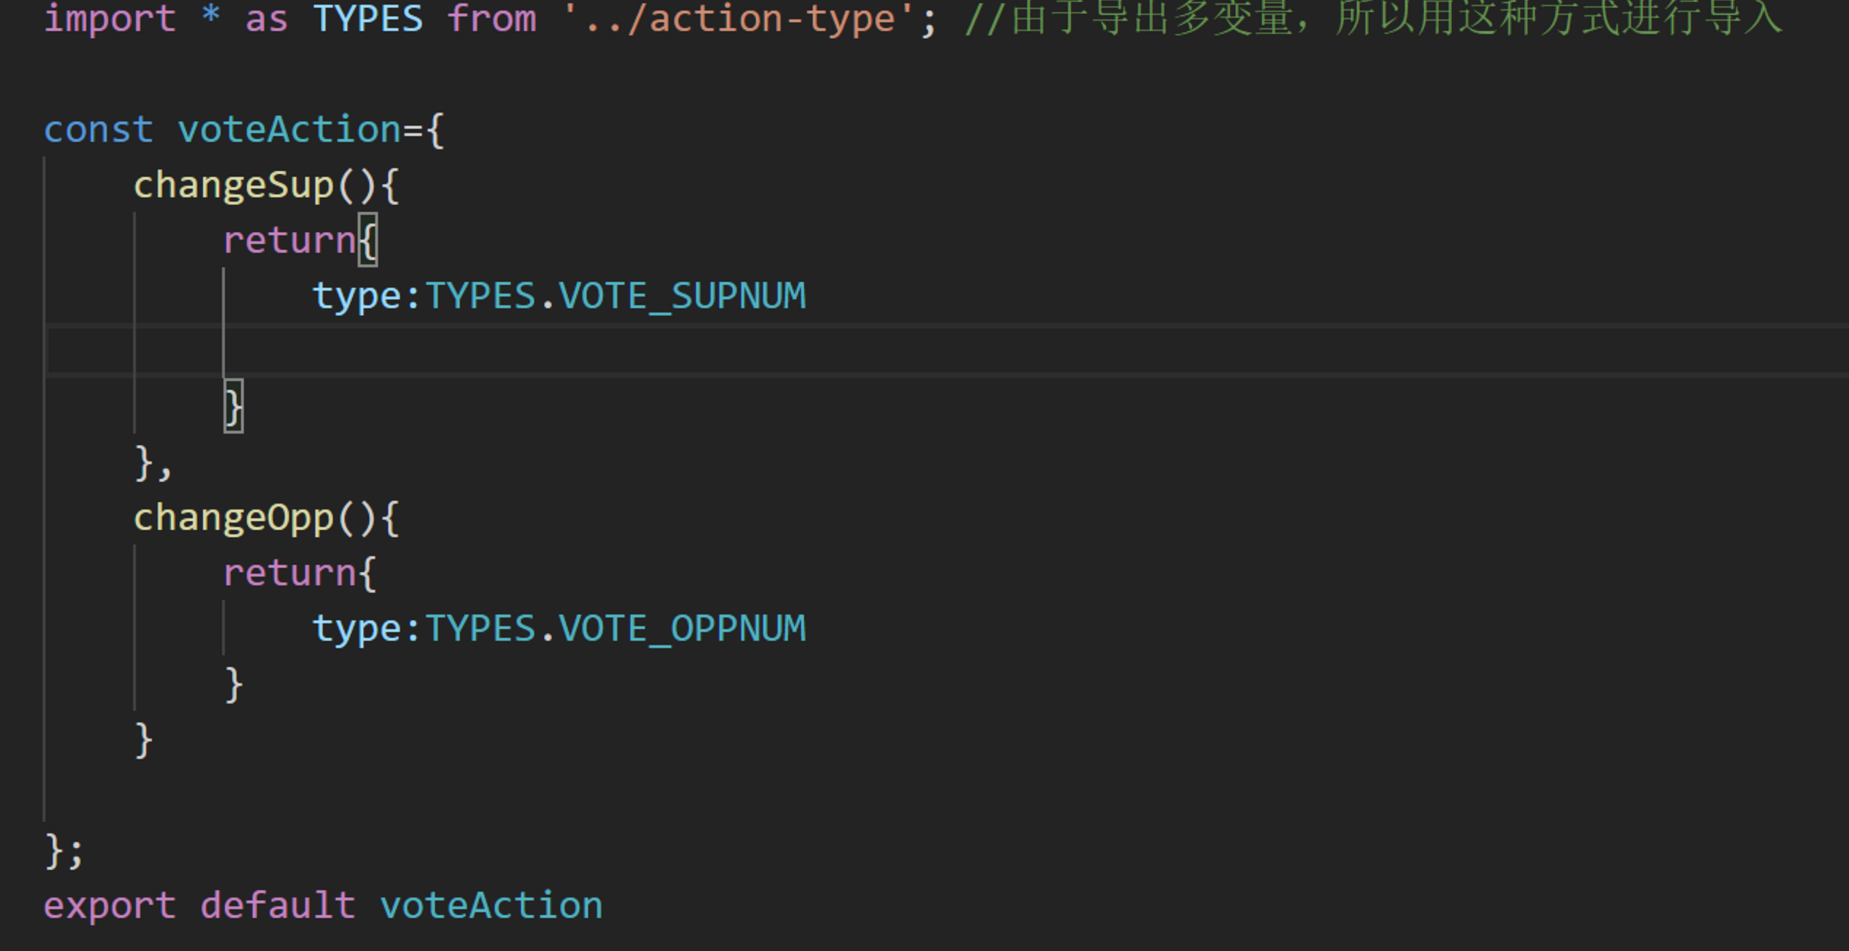 import * as TYPES from '../action-type'; //由于导出多变量，所以用这种方式进行导入
const voteAction={
changeSup(){
return{
type:TYPES.VOTE_SUPNUM
}
},
changeOpp(){
return{
type:TYPES.VOTE_OPPNUM
}
}
};
export default voteAction